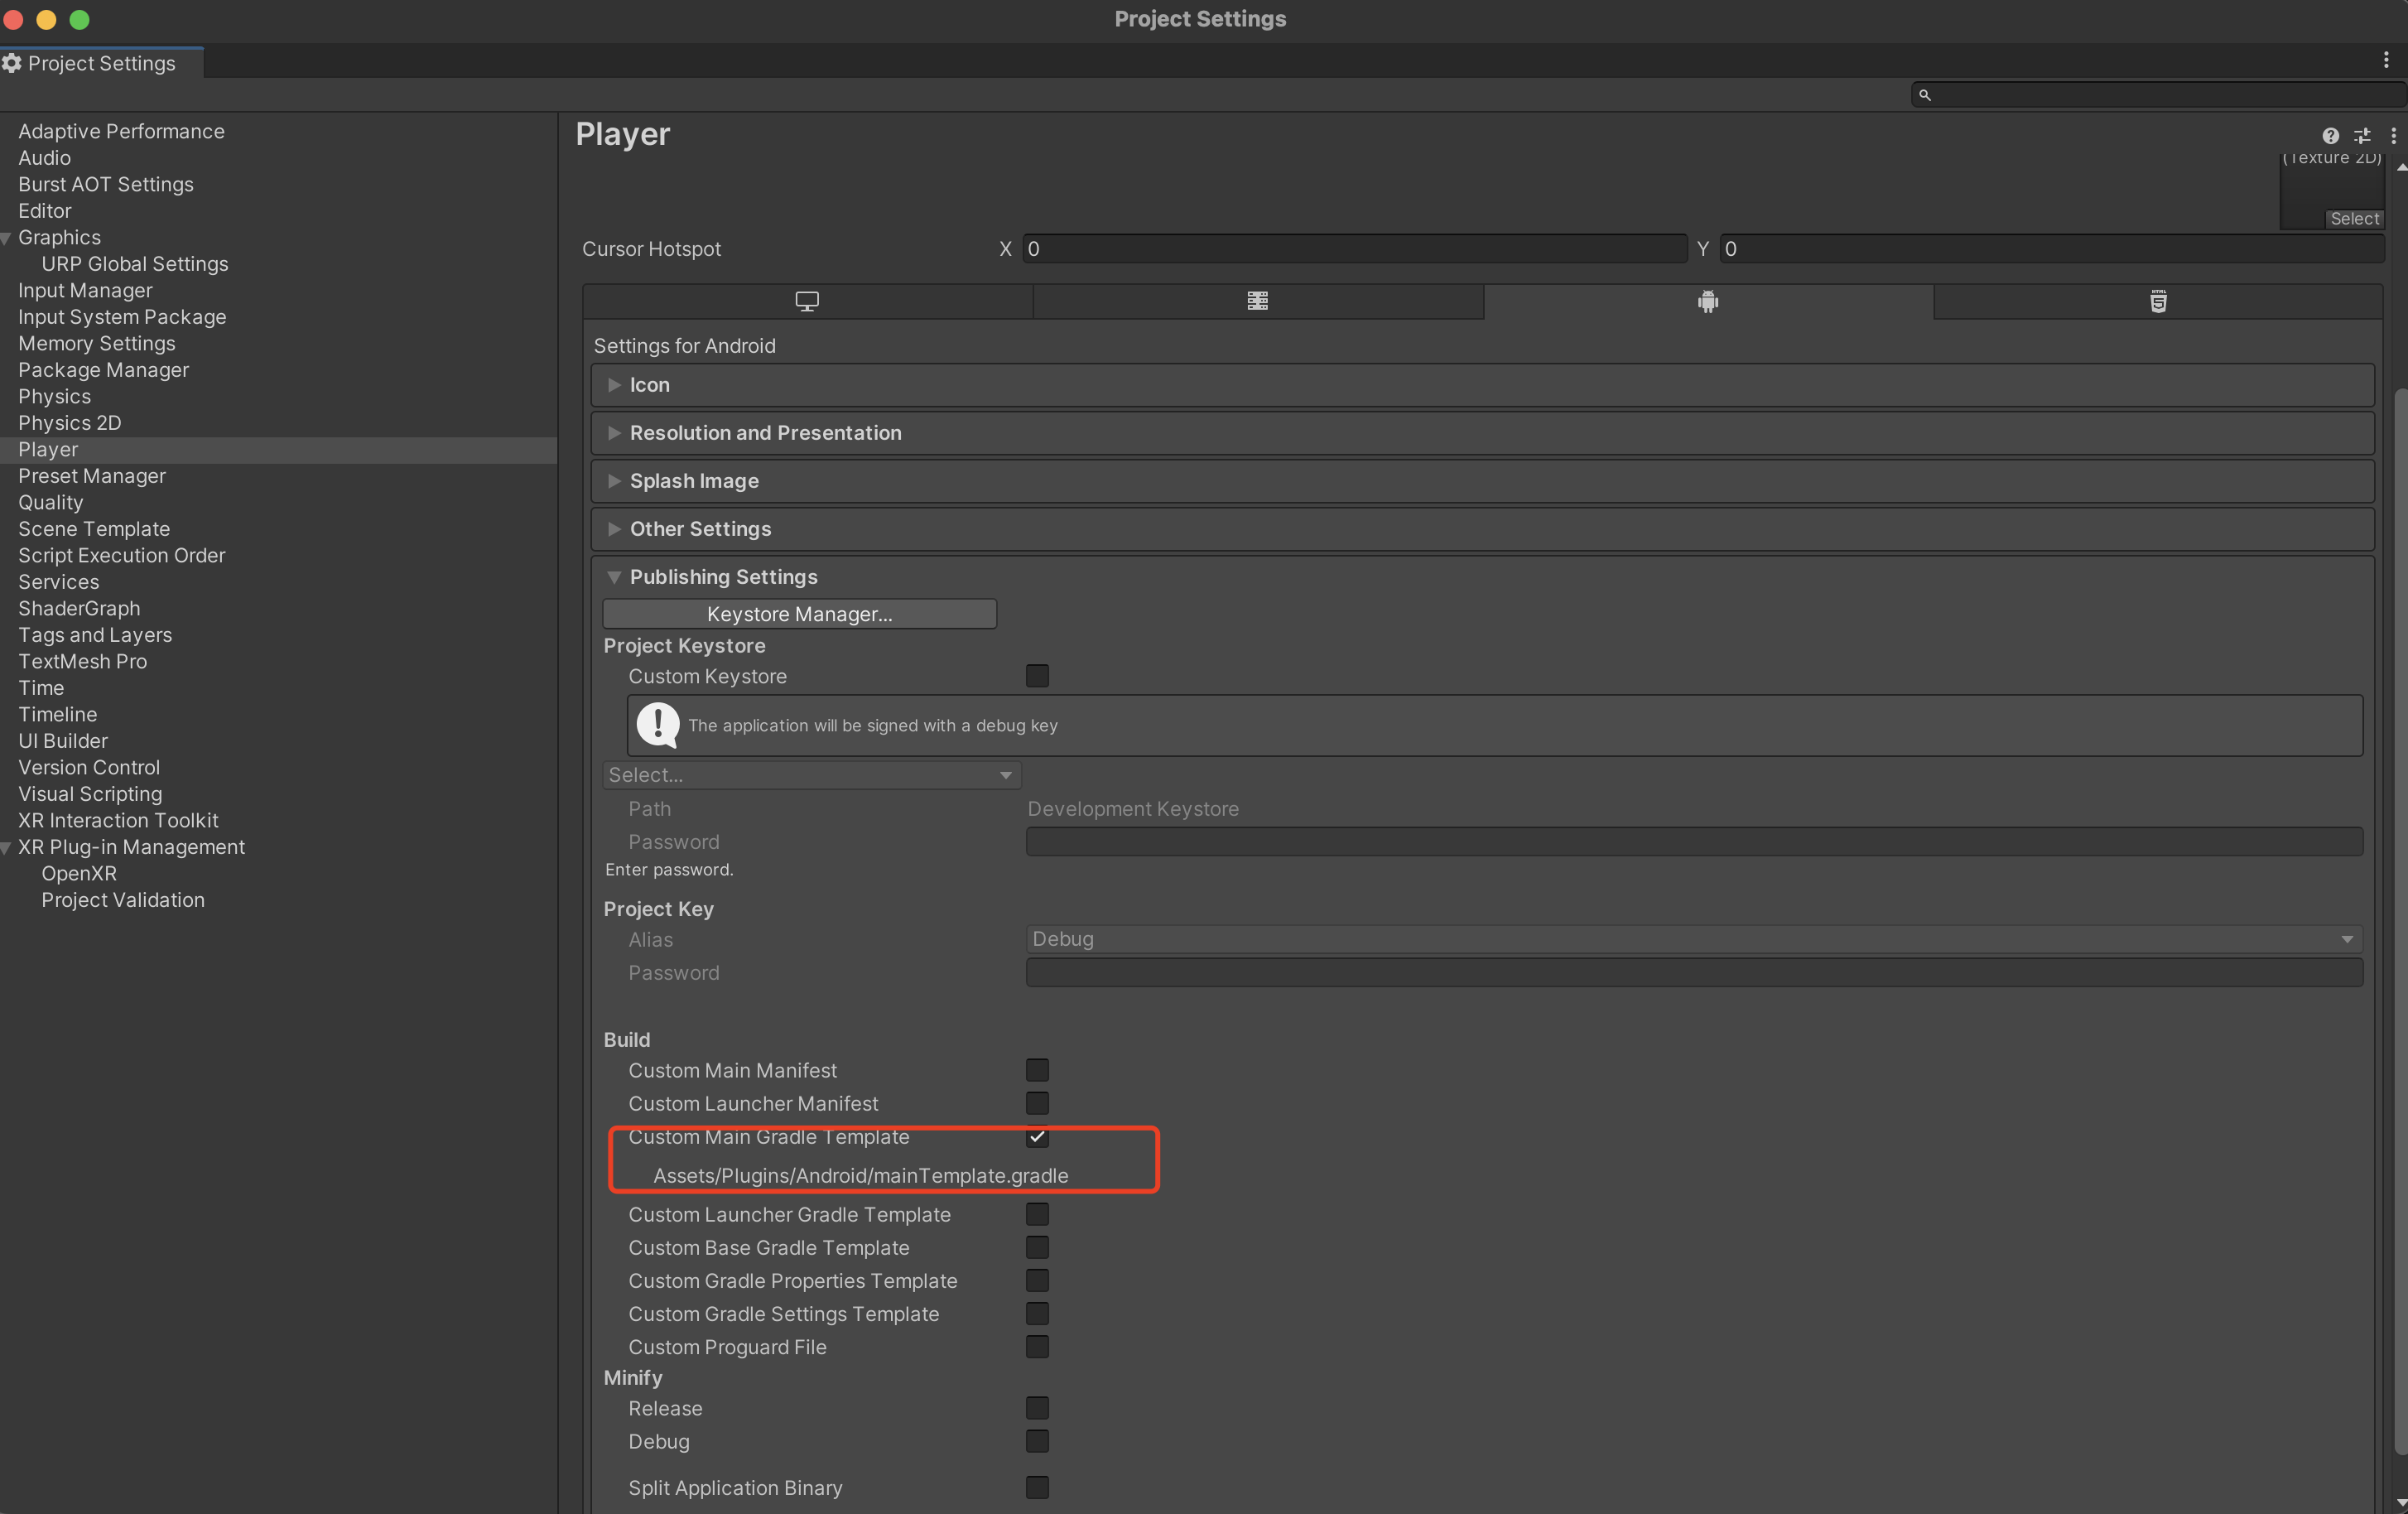 Project Settings
Project Settings
Adaptive Performance
Audio
Burst AOT Settings
Editor
Graphics
URP Global Settings
Input Manager
Input System Package
Memory Settings
Package Manager
Physics
Physics 2D
Player
Preset Manager
Quality
Scene Template
Script Execution Order
Services
ShaderGraph
Tags and Layers
TextMesh Pro
Time
Timeline
UI Builder
Version Control
Visual Scripting
XR Interaction Toolkit
XR Plug-in Management
OpenXR
Project Validation
Player
(Texture 2D)
Select
Cursor Hotspot X 0 Y 0
HTML 5
Settings for Android
Icon
Resolution and Presentation
Splash Image
Other Settings
Publishing Settings
Keystore Manager...
Project Keystore
Custom Keystore
The application will be signed with a debug key
Select...
Path Development Keystore
Password
Enter password.
Project Key
Alias Debug
Password
Build
Custom Main Manifest
Custom Launcher Manifest
Custom Main Gradle Template
Assets/Plugins/Android/mainTemplate.gradle
Custom Launcher Gradle Template
Custom Base Gradle Template
Custom Gradle Properties Template
Custom Gradle Settings Template
Custom Proguard File
Minify
Release
Debug
Split Application Binary